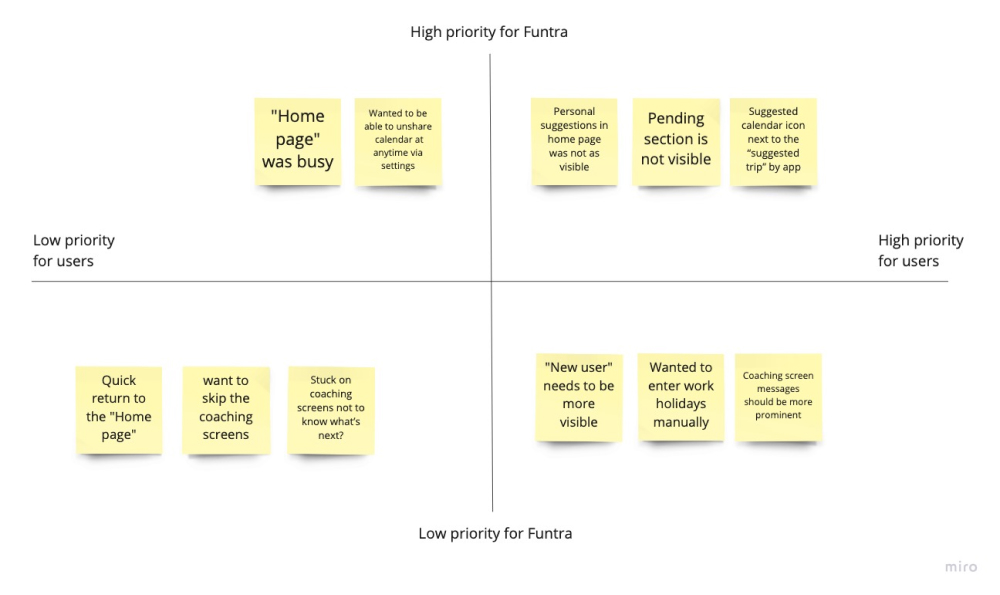 High priority for Funtra
"Home
page"
was busy
Wanted to be
able to unshare
calendar at
anytime via
settings
Personal
suggestions in
home page
was not as
visible
Pending
section is
not visible
Suggested
calendar icon
next to the
“suggested
trip” by app
Low priority
for users
High priority
for users
Quick
return to
the "Home
page"
want to
skip the
coaching
screens
Stuck on
coaching
screens not to
know what’s
next?
"New user"
needs to be
more
visible
Wanted to
enter work
holidays
manually
Coaching screen
messages
should be more
prominent
Low priority for Funtra
miro